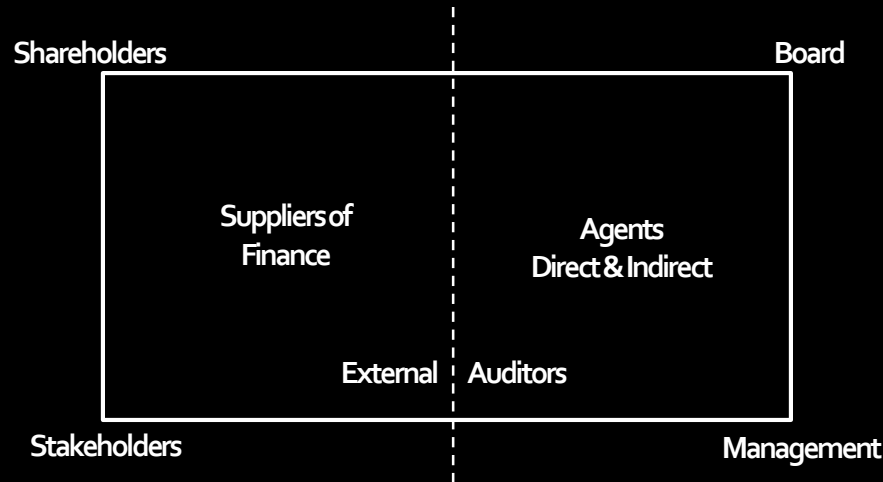 Shareholders
Board
Suppliers of
Finance
Agents
Direct & Indirect
External
Auditors
Stakeholders
Management